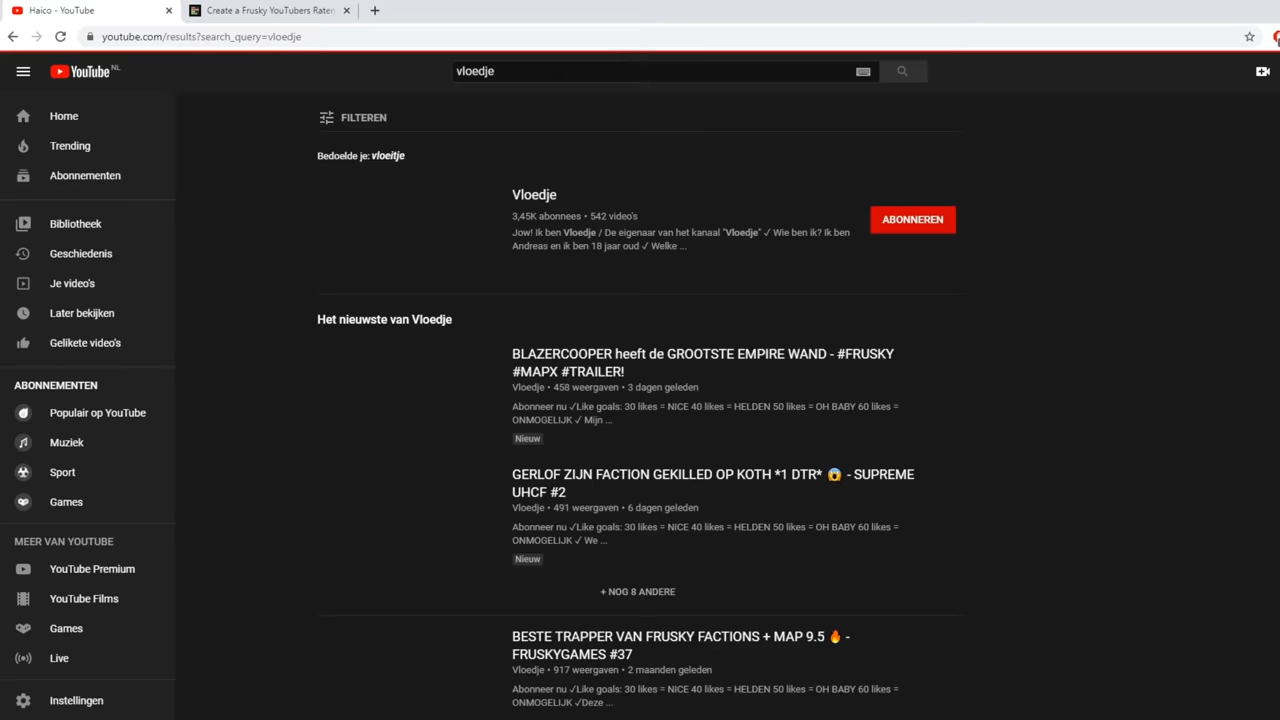 Haico - YouTube
Create a Frusky YouTubers Raten
youtube.com/results?search_query=vloedje
YouTube NL
vloedje
Home
Trending
Abonnementen
Bibliotheek
Geschiedenis
Je video's
Later bekijken
Gelikete video's
ABONNEMENTEN
Populair op YouTube
Muziek
Sport
Games
MEER VAN YOUTUBE
YouTube Premium
YouTube Films
Games
Live
Instellingen
FILTEREN
Bedoelde je: vloeitje
Vloedje
3,45K abonnees • 542 video's
Jow! Ik ben Vloedje / De eigenaar van het kanaal "Vloedje" ✓ Wie ben ik? Ik ben
Andreas en ik ben 18 jaar oud ✓ Welke ...
ABONNEREN
Het nieuwste van Vloedje
BLAZERCOOPER heeft de GROOTSTE EMPIRE WAND - #FRUSKY
#MAPX #TRAILER!
Vloedje • 458 weergaven • 3 dagen geleden
Abonneer nu ✓Like goals: 30 likes = NICE 40 likes = HELDEN 50 likes = OH BABY 60 likes =
ONMOGELIJK ✓ Mijn ...
Nieuw
GERLOF ZIJN FACTION GEKILLED OP KOTH *1 DTR* 😱 - SUPREME
UHCF #2
Vloedje • 491 weergaven • 6 dagen geleden
Abonneer nu ✓Like goals: 30 likes = NICE 40 likes = HELDEN 50 likes = OH BABY 60 likes =
ONMOGELIJK ✓ We ...
Nieuw
+ NOG 8 ANDERE
BESTE TRAPPER VAN FRUSKY FACTIONS + MAP 9.5 🔥 -
FRUSKYGAMES #37
Vloedje • 917 weergaven • 2 maanden geleden
Abonneer nu ✓Like goals: 30 likes = NICE 40 likes = HELDEN 50 likes = OH BABY 60 likes =
ONMOGELIJK ✓Deze ...